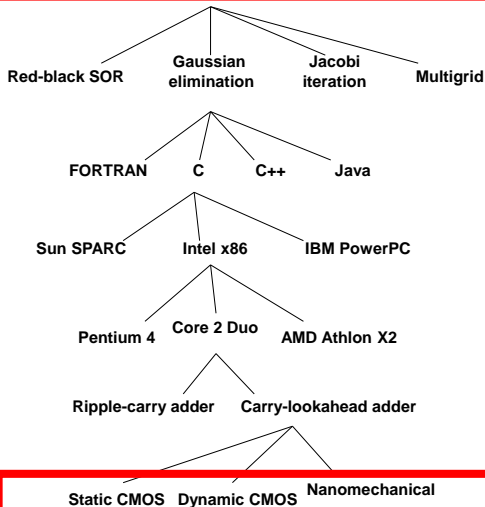 Red-black SOR Gaussian elimination Jacobi iteration Multigrid
FORTRAN C C++ Java
Sun SPARC Intel x86 IBM PowerPC
Pentium 4 Core 2 Duo AMD Athlon X2
Ripple-carry adder Carry-lookahead adder
Static CMOS Dynamic CMOS Nanomechanical